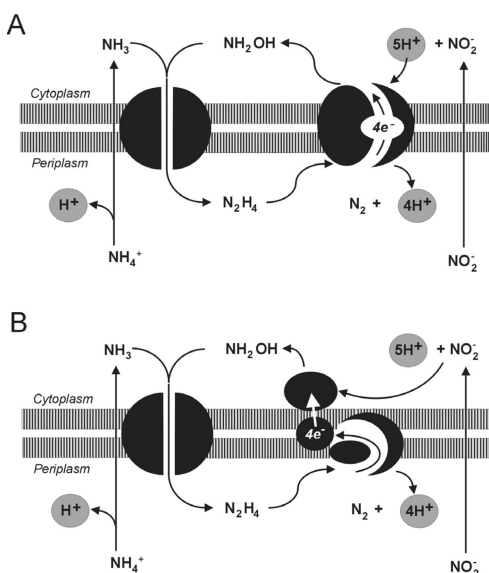 A
NH₃ NH₂OH 5H⁺ + NO₂⁻
Cytoplasm
4e⁻
Periplasm
H⁺ N₂H₄ N₂ + 4H⁺
NH₄⁺ NO₂⁻
B
NH₃ NH₂OH 5H⁺ + NO₂⁻
Cytoplasm
4e⁻
Periplasm
H⁺ N₂H₄ N₂ + 4H⁺
NH₄⁺ NO₂⁻